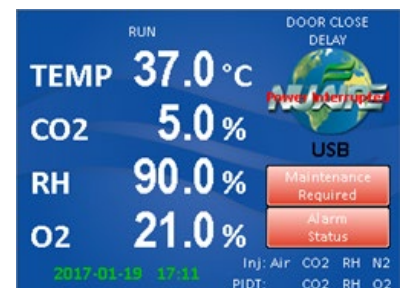 RUN
DOOR CLOSE
DELAY
TEMP 37.0 °C
NUAIRE
Power Interrupted
CO2 5.0 %
USB
RH 90.0 %
Maintenance
Required
O2 21.0 %
Alarm
Status
2017-01-19 17:11
Inj: Air CO2 RH N2
PIDT: CO2 RH O2